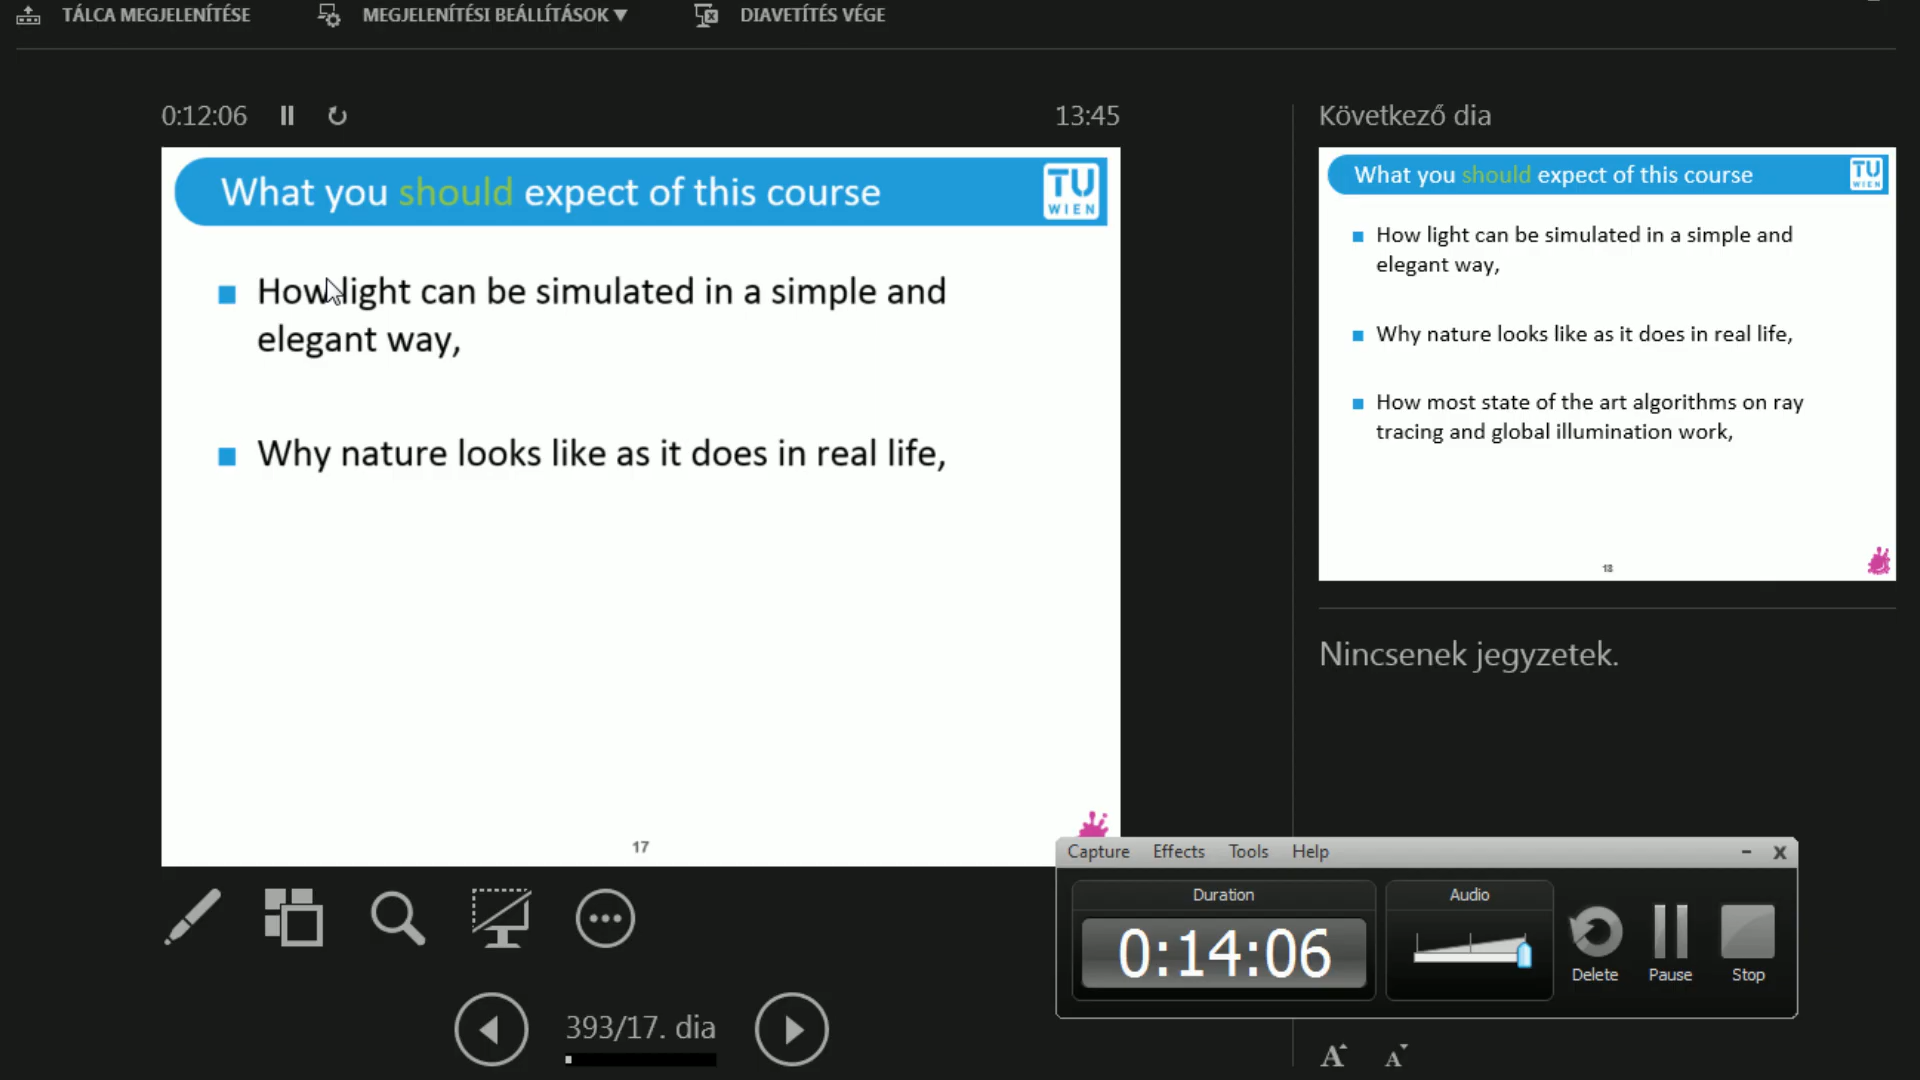 TÁLCA MEGJELENÍTÉSE
MEGJELENÍTÉSI BEÁLLÍTÁSOK
DIAVETÍTÉS VÉGE
0:12:06
13:45
What you should expect of this course
TU
WIEN
How light can be simulated in a simple and
elegant way,
Why nature looks like as it does in real life,
17
393/17. dia
Következő dia
What you should expect of this course
TU
WIEN
How light can be simulated in a simple and
elegant way,
Why nature looks like as it does in real life,
How most state of the art algorithms on ray
tracing and global illumination work,
18
Nincsenek jegyzetek.
Capture Effects Tools Help
Duration
0:14:06
Audio
Delete
Pause
Stop
A A